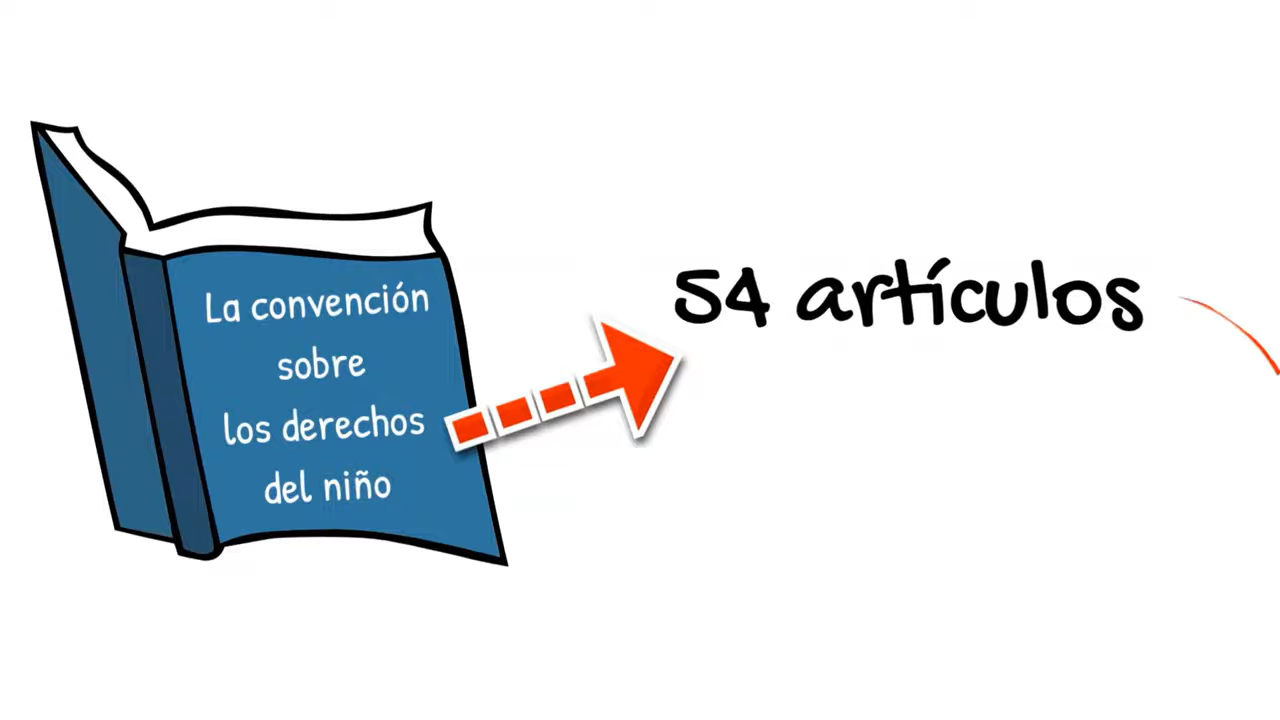 La convención
sobre
los derechos
del niño
54 artículos